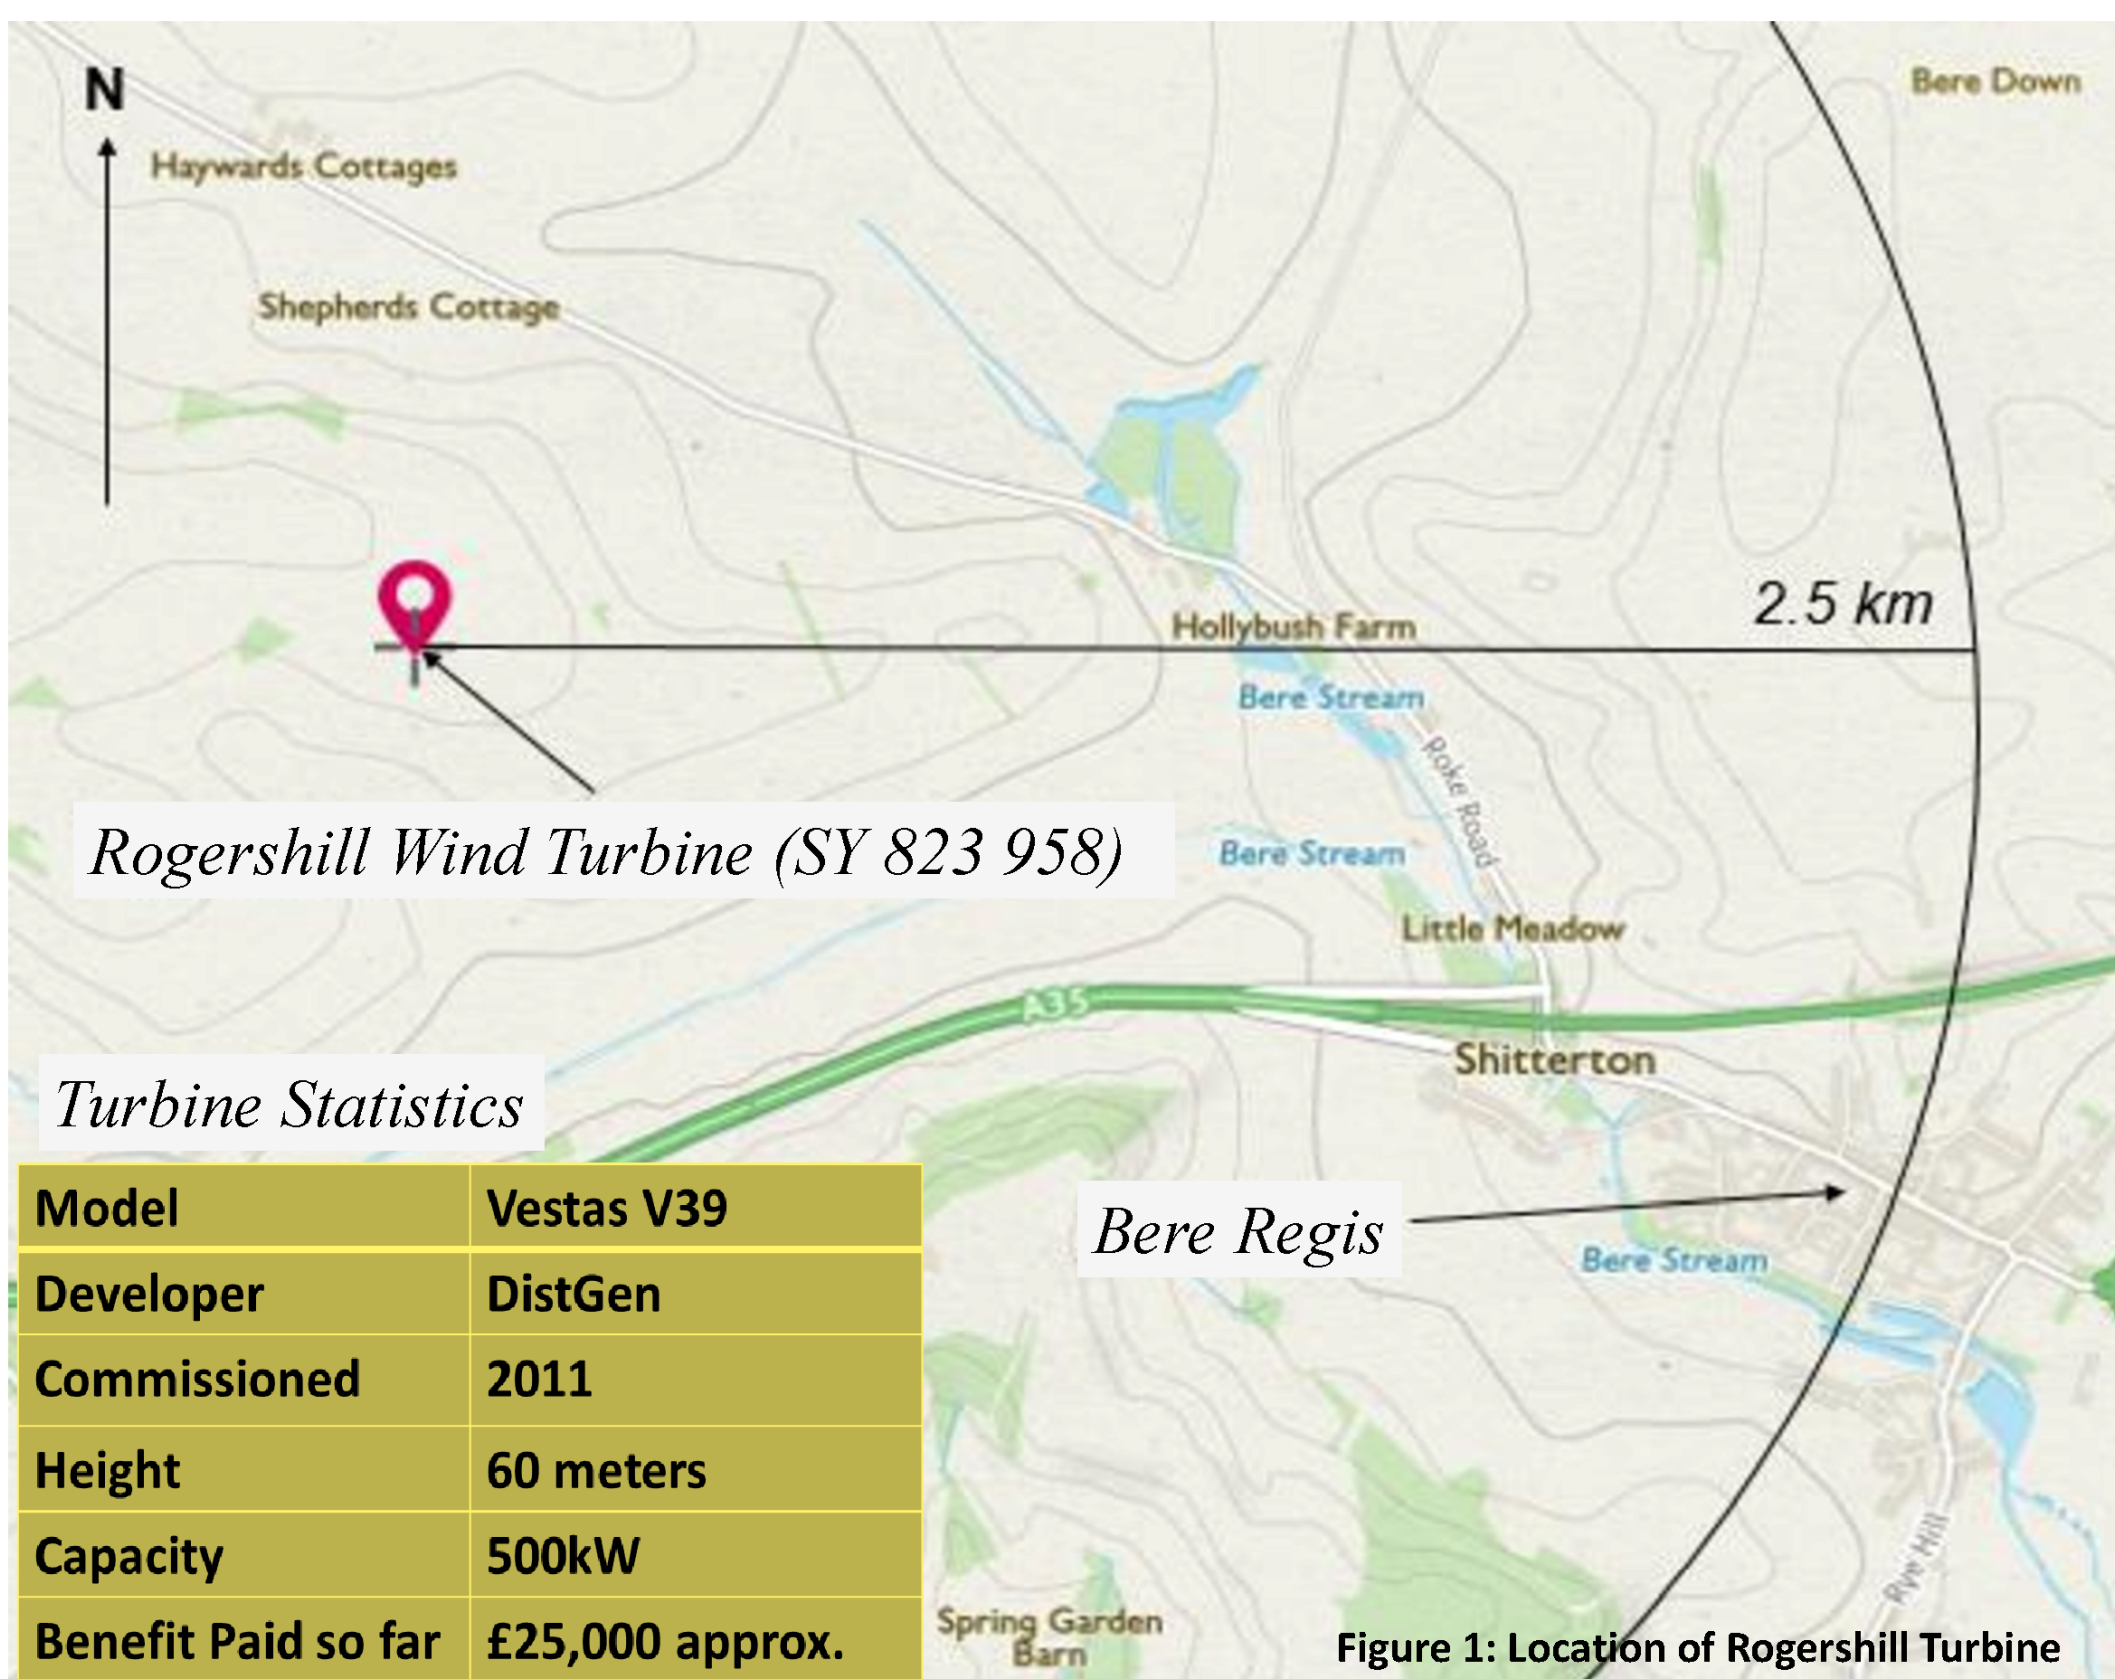 N
Bere Down
Haywards Cottages
Shepherds Cottage
2.5 km
Hollybush Farm
Bere Stream
Roke Road
Rogershill Wind Turbine (SY 823 958)
Bere Stream
Little Meadow
A35
Shitterton
Turbine Statistics
Model Vestas V39
Developer DistGen
Commissioned 2011
Height 60 meters
Capacity 500kW
Benefit Paid so far £25,000 approx.
Bere Regis
Bere Stream
Rye Hill
Spring Garden
Barn
Figure 1: Location of Rogershill Turbine